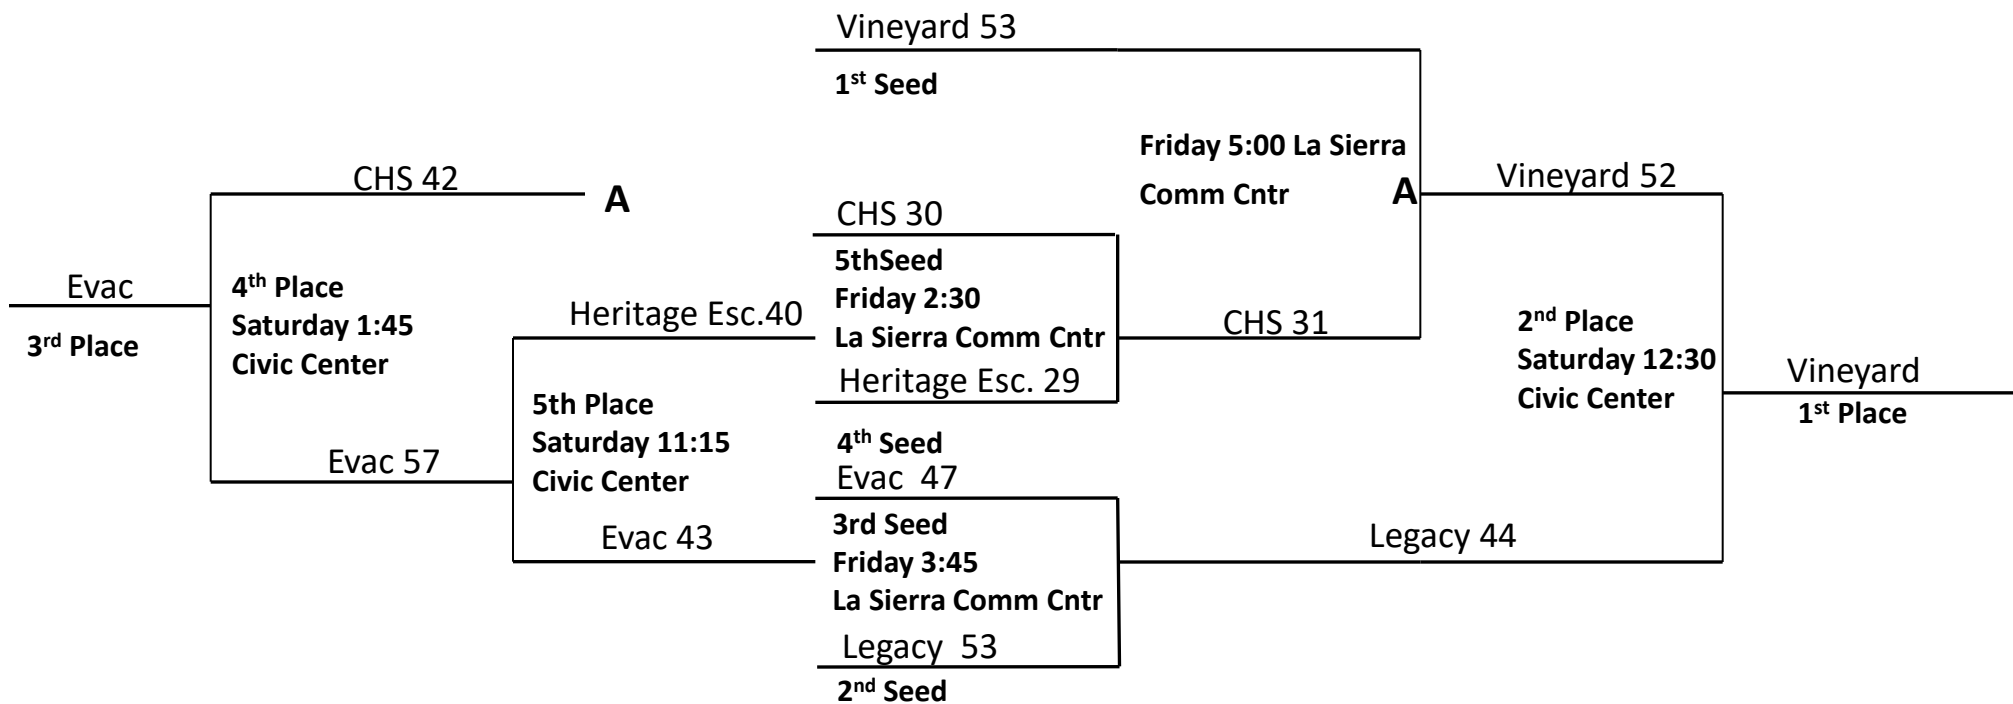 Vineyard 53
1st Seed
Friday 5:00 La Sierra
Comm Cntr
A
CHS 42
A
Vineyard 52
CHS 30
5thSeed
Friday 2:30
La Sierra Comm Cntr
Heritage Esc. 29
4th Seed
Evac
3rd Place
4th Place
Saturday 1:45
Civic Center
Heritage Esc.40
CHS 31
2nd Place
Saturday 12:30
Civic Center
Vineyard
1st Place
5th Place
Saturday 11:15
Civic Center
Evac 57
Evac 47
3rd Seed
Friday 3:45
La Sierra Comm Cntr
Evac 43
Legacy 44
Legacy 53
2nd Seed